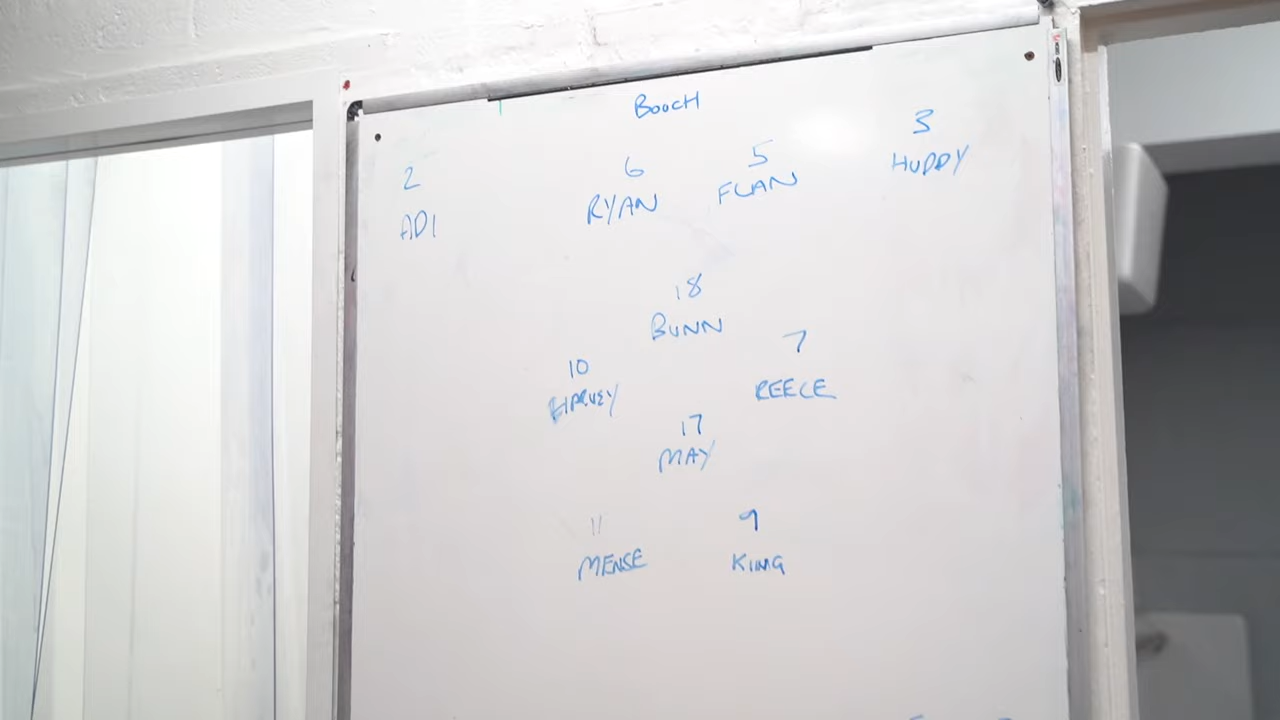 BOOCH
3
HUDDY
6
5
RYAN
FLAN
2
ADI
18
BUNN
7
REECE
10
HARVEY
17
MAY
11
9
MENSE
KING